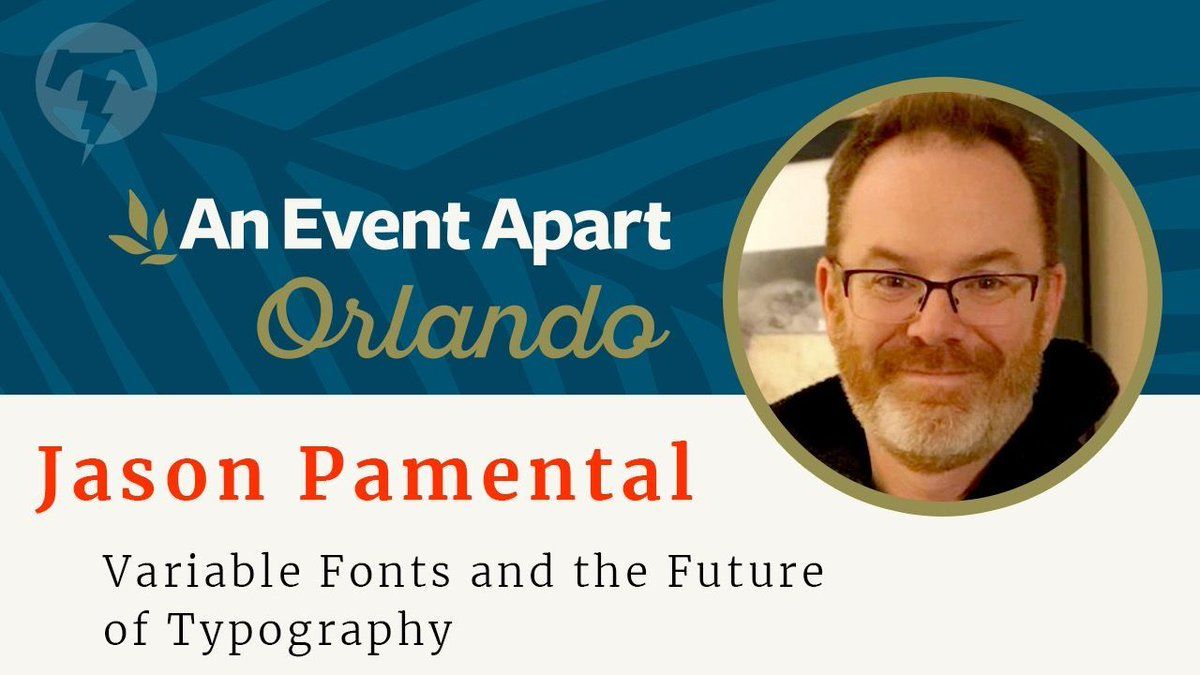 An Event Apart
Orlando
Jason Pamental
Variable Fonts and the Future
of Typography